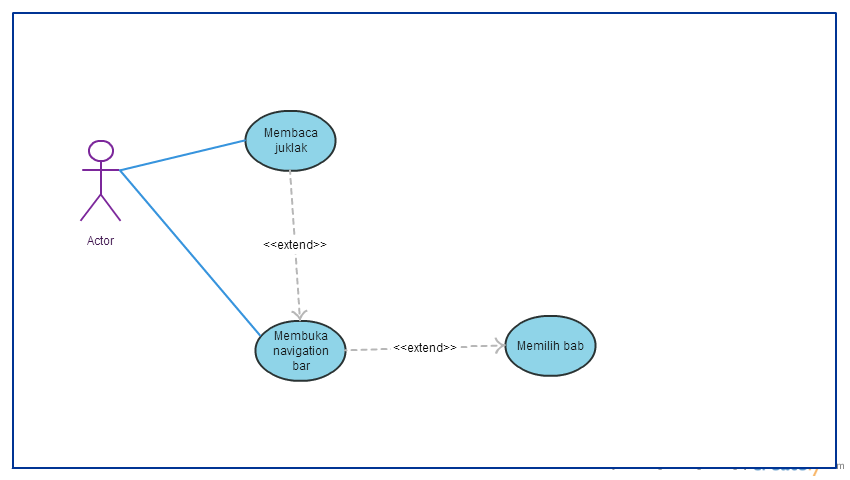 Membaca
juklak
Actor
<<extend>>
Membuka
navigation
bar
<<extend>>
Memilih bab